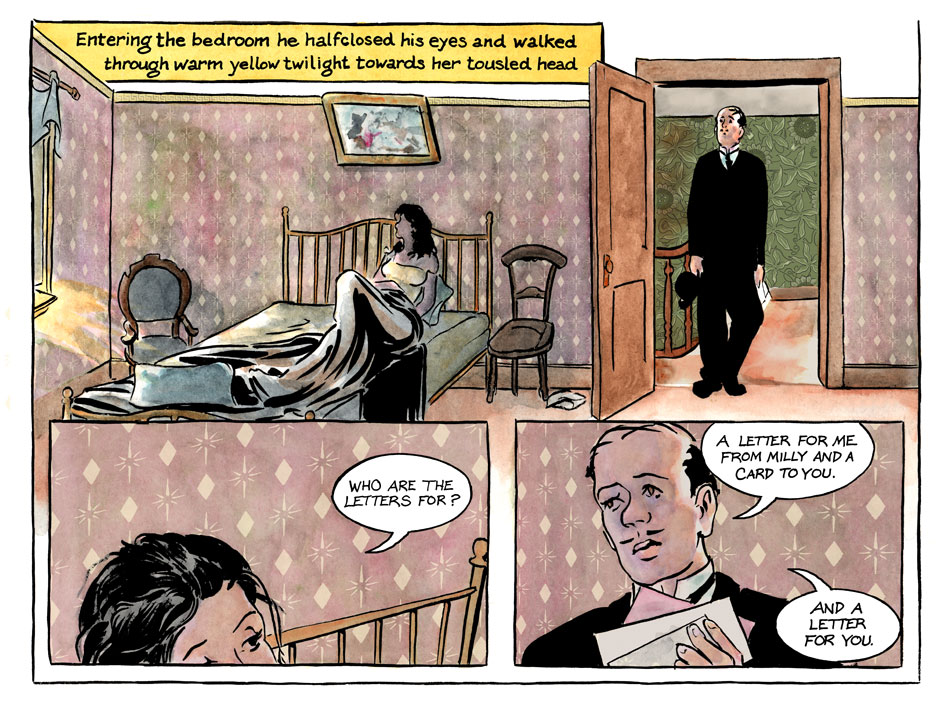 Entering the bedroom he halfclosed his eyes and walked
through warm yellow twilight towards her tousled head
WHO ARE THE
LETTERS FOR?
A LETTER FOR ME
FROM MILLY AND A
CARD TO YOU.
AND A
LETTER
FOR YOU.